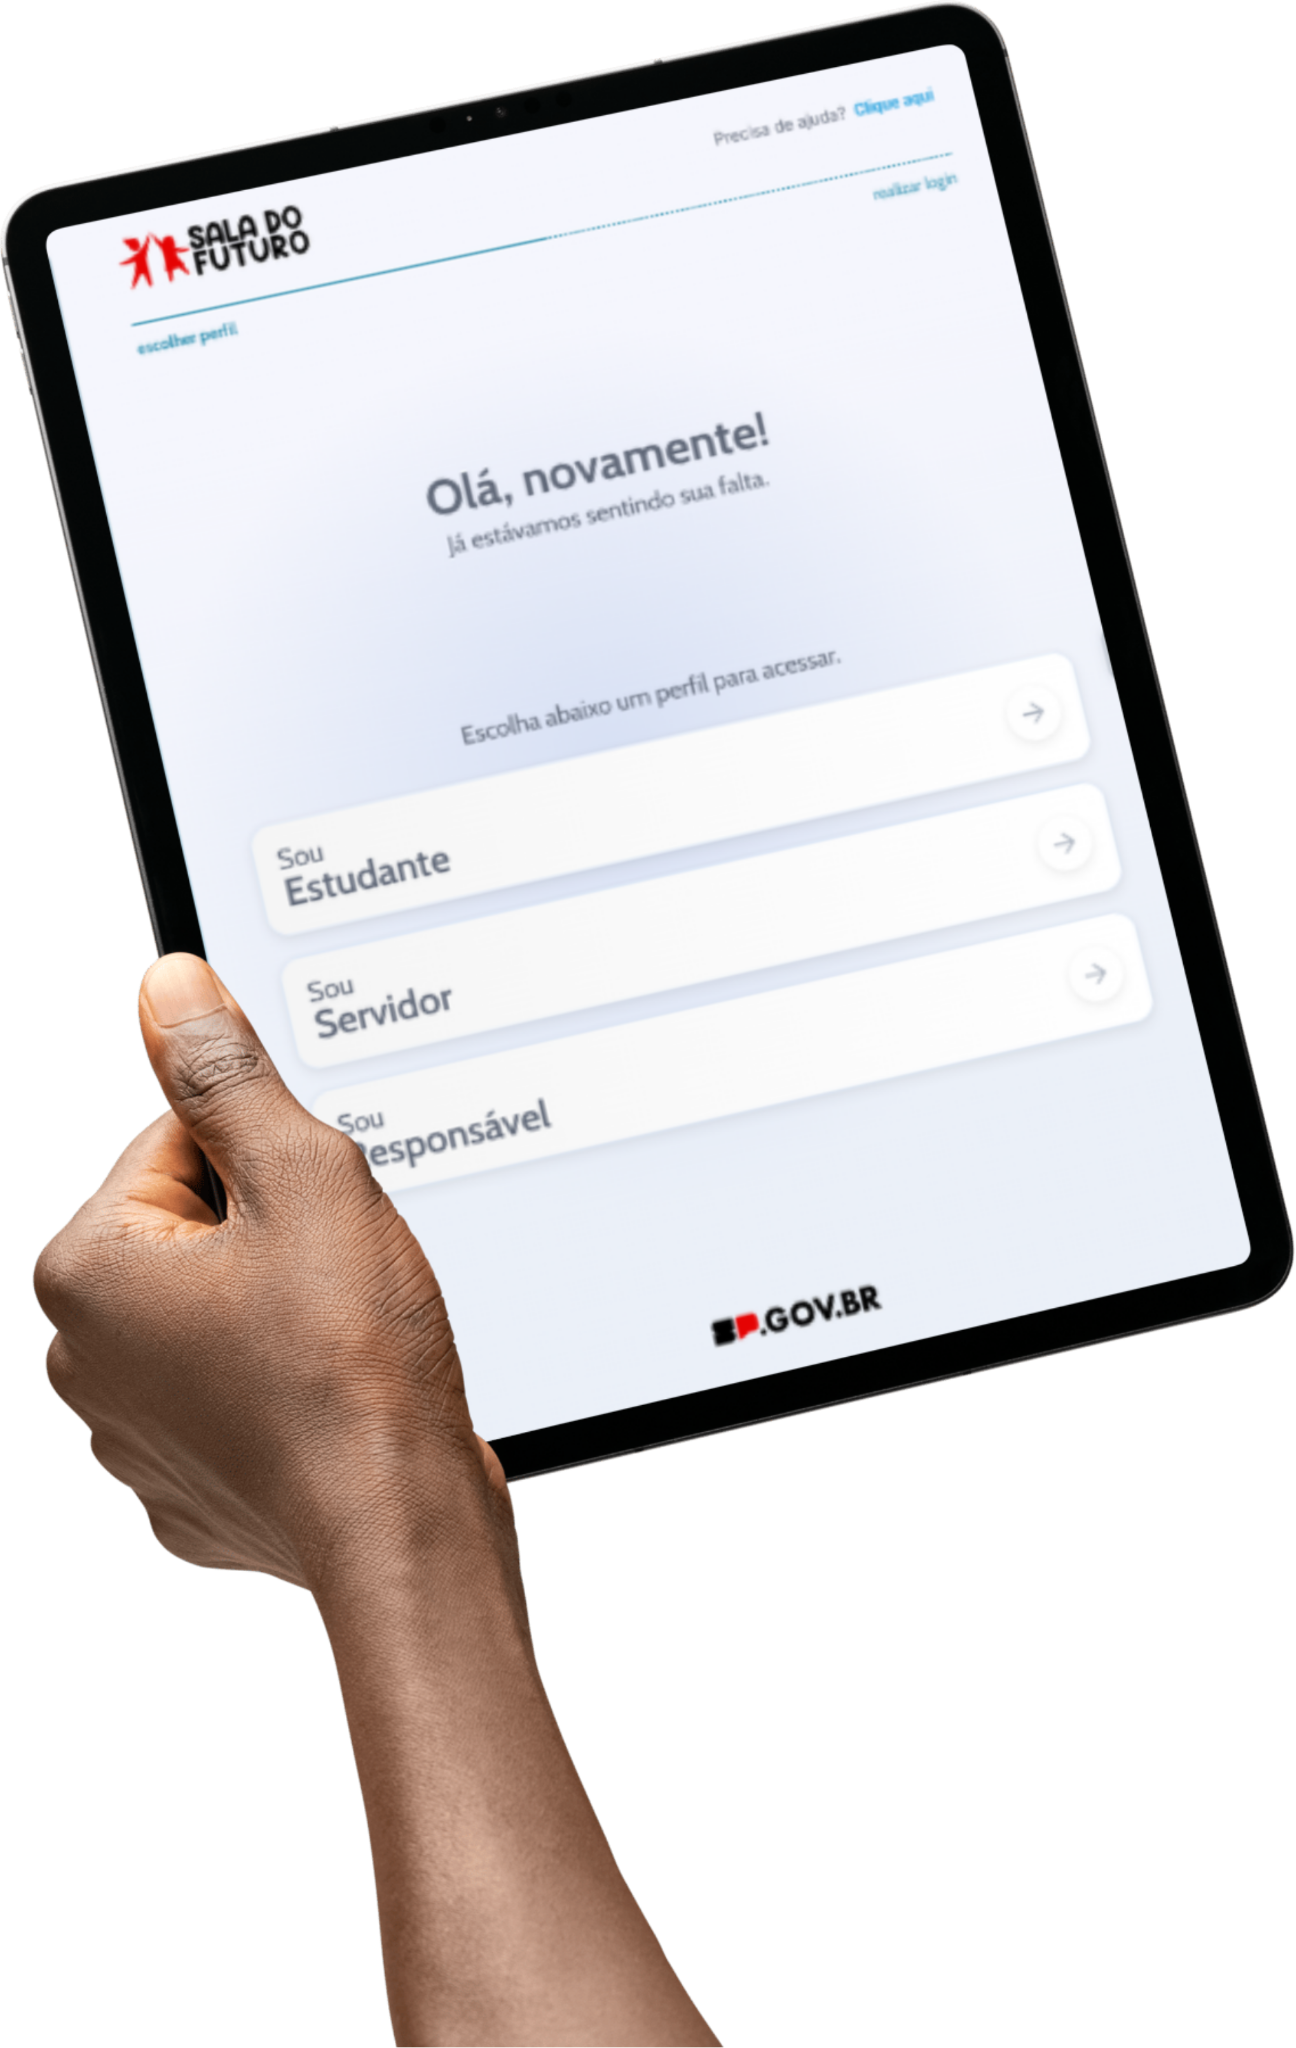 Precisa de ajuda? Clique aqui
SALA DO
FUTURO
realizar login
escolher perfil
Olá, novamente!
Já estávamos sentindo sua falta.
Escolha abaixo um perfil para acessar.
Sou
Estudante
Sou
Servidor
Sou
Responsável
SP.GOV.BR